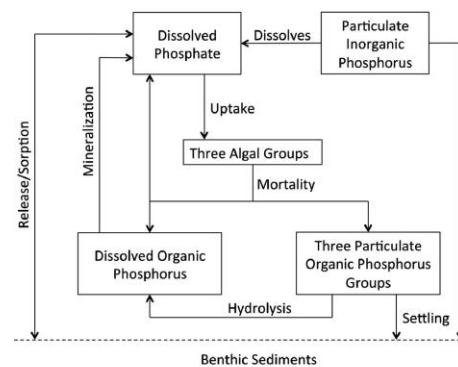 Dissolved
Phosphate
Dissolves
Particulate
Inorganic
Phosphorus
Release/Sorption
Mineralization
Uptake
Three Algal Groups
Mortality
Dissolved Organic
Phosphorus
Three Particulate
Organic Phosphorus
Groups
Hydrolysis
Settling
Benthic Sediments